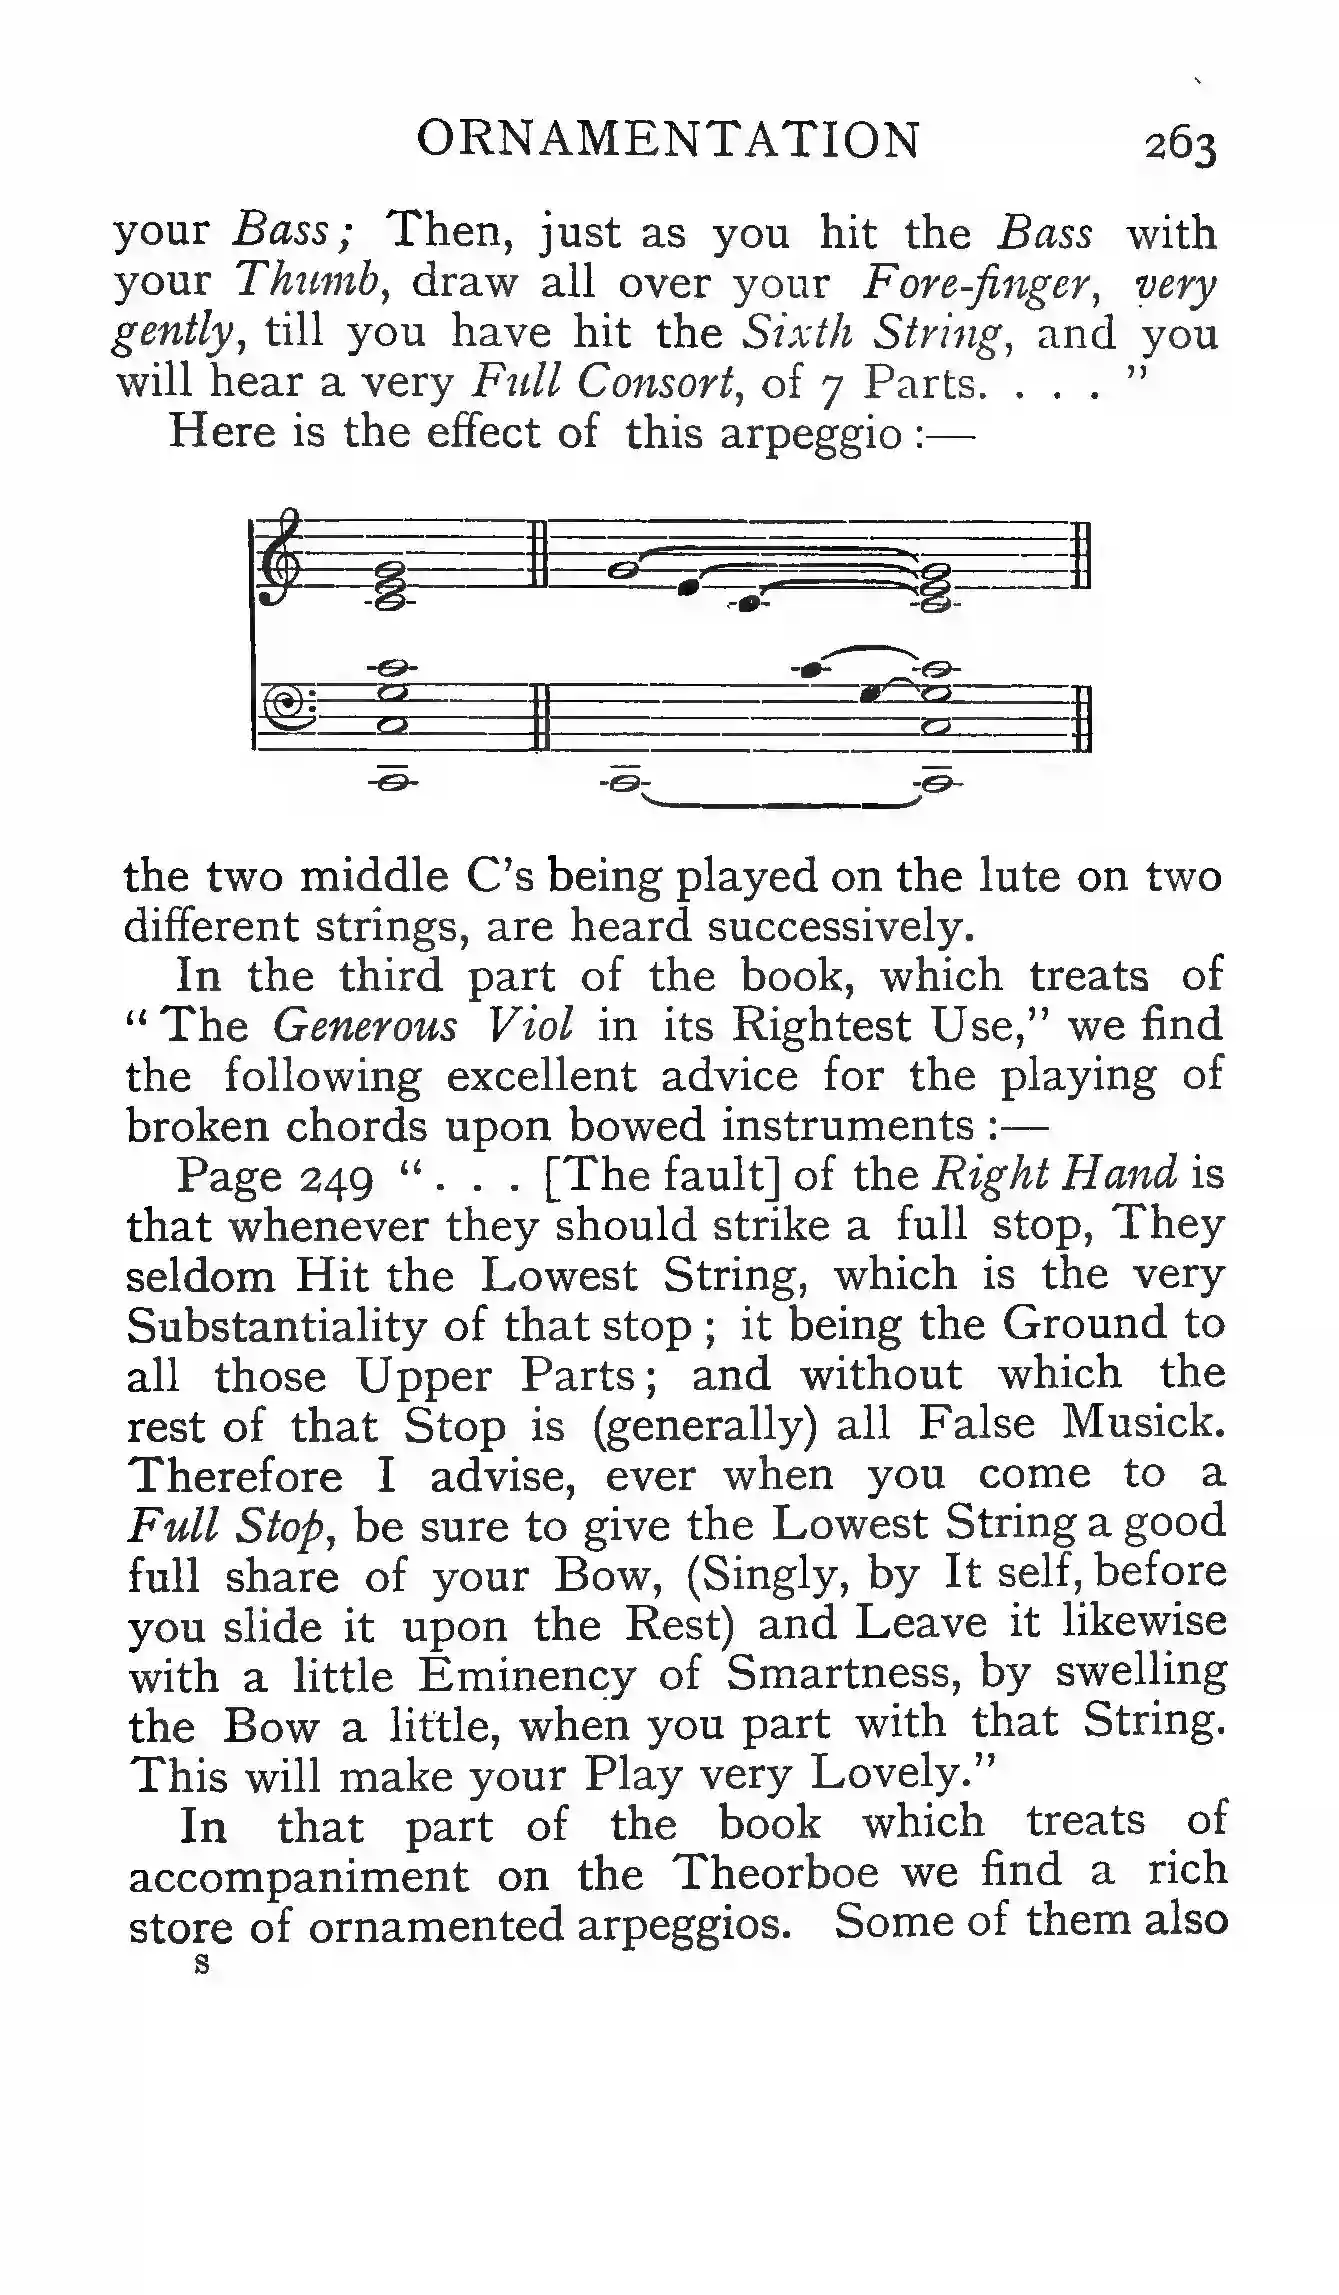 ORNAMENTATION 263
your Bass; Then, just as you hit the Bass with
your Thumb, draw all over your Fore-finger, very
gently, till you have hit the Sixth String, and you
will hear a very Full Consort, of 7 Parts. . . . ”
Here is the effect of this arpeggio :—
the two middle C’s being played on the lute on two
different strings, are heard successively.
In the third part of the book, which treats of
“ The Generous Viol in its Rightest Use,” we find
the following excellent advice for the playing of
broken chords upon bowed instruments :—
Page 249 “ . . . [The fault] of the Right Hand is
that whenever they should strike a full stop, They
seldom Hit the Lowest String, which is the very
Substantiality of that stop ; it being the Ground to
all those Upper Parts ; and without which the
rest of that Stop is (generally) all False Musick.
Therefore I advise, ever when you come to a
Full Stop, be sure to give the Lowest String a good
full share of your Bow, (Singly, by It self, before
you slide it upon the Rest) and Leave it likewise
with a little Eminency of Smartness, by swelling
the Bow a little, when you part with that String.
This will make your Play very Lovely.”
In that part of the book which treats of
accompaniment on the Theorboe we find a rich
store of ornamented arpeggios. Some of them also
S